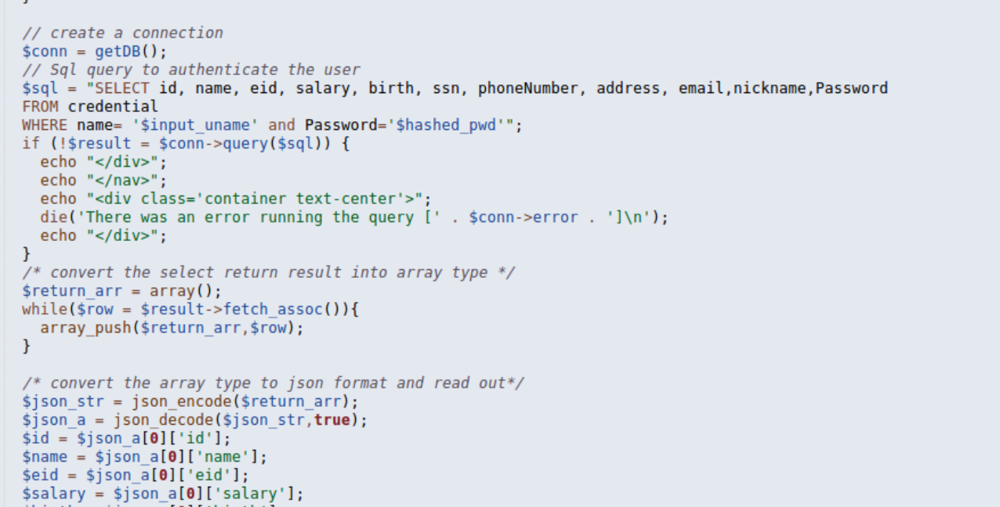 // create a connection
$conn = getDB();
// Sql query to authenticate the user
$sql = "SELECT id, name, eid, salary, birth, ssn, phoneNumber, address, email,nickname,Password
FROM credential
WHERE name= '$input_uname' and Password='$hashed_pwd'";
if (!$result = $conn->query($sql)) {
  echo "</div>";
  echo "</nav>";
  echo "<div class='container text-center'>";
  die('There was an error running the query [' . $conn->error . ']\n');
  echo "</div>";
}
/* convert the select return result into array type */
$return_arr = array();
while($row = $result->fetch_assoc()){
  array_push($return_arr,$row);
}
/* convert the array type to json format and read out*/
$json_str = json_encode($return_arr);
$json_a = json_decode($json_str,true);
$id = $json_a[0]['id'];
$name = $json_a[0]['name'];
$eid = $json_a[0]['eid'];
$salary = $json_a[0]['salary'];